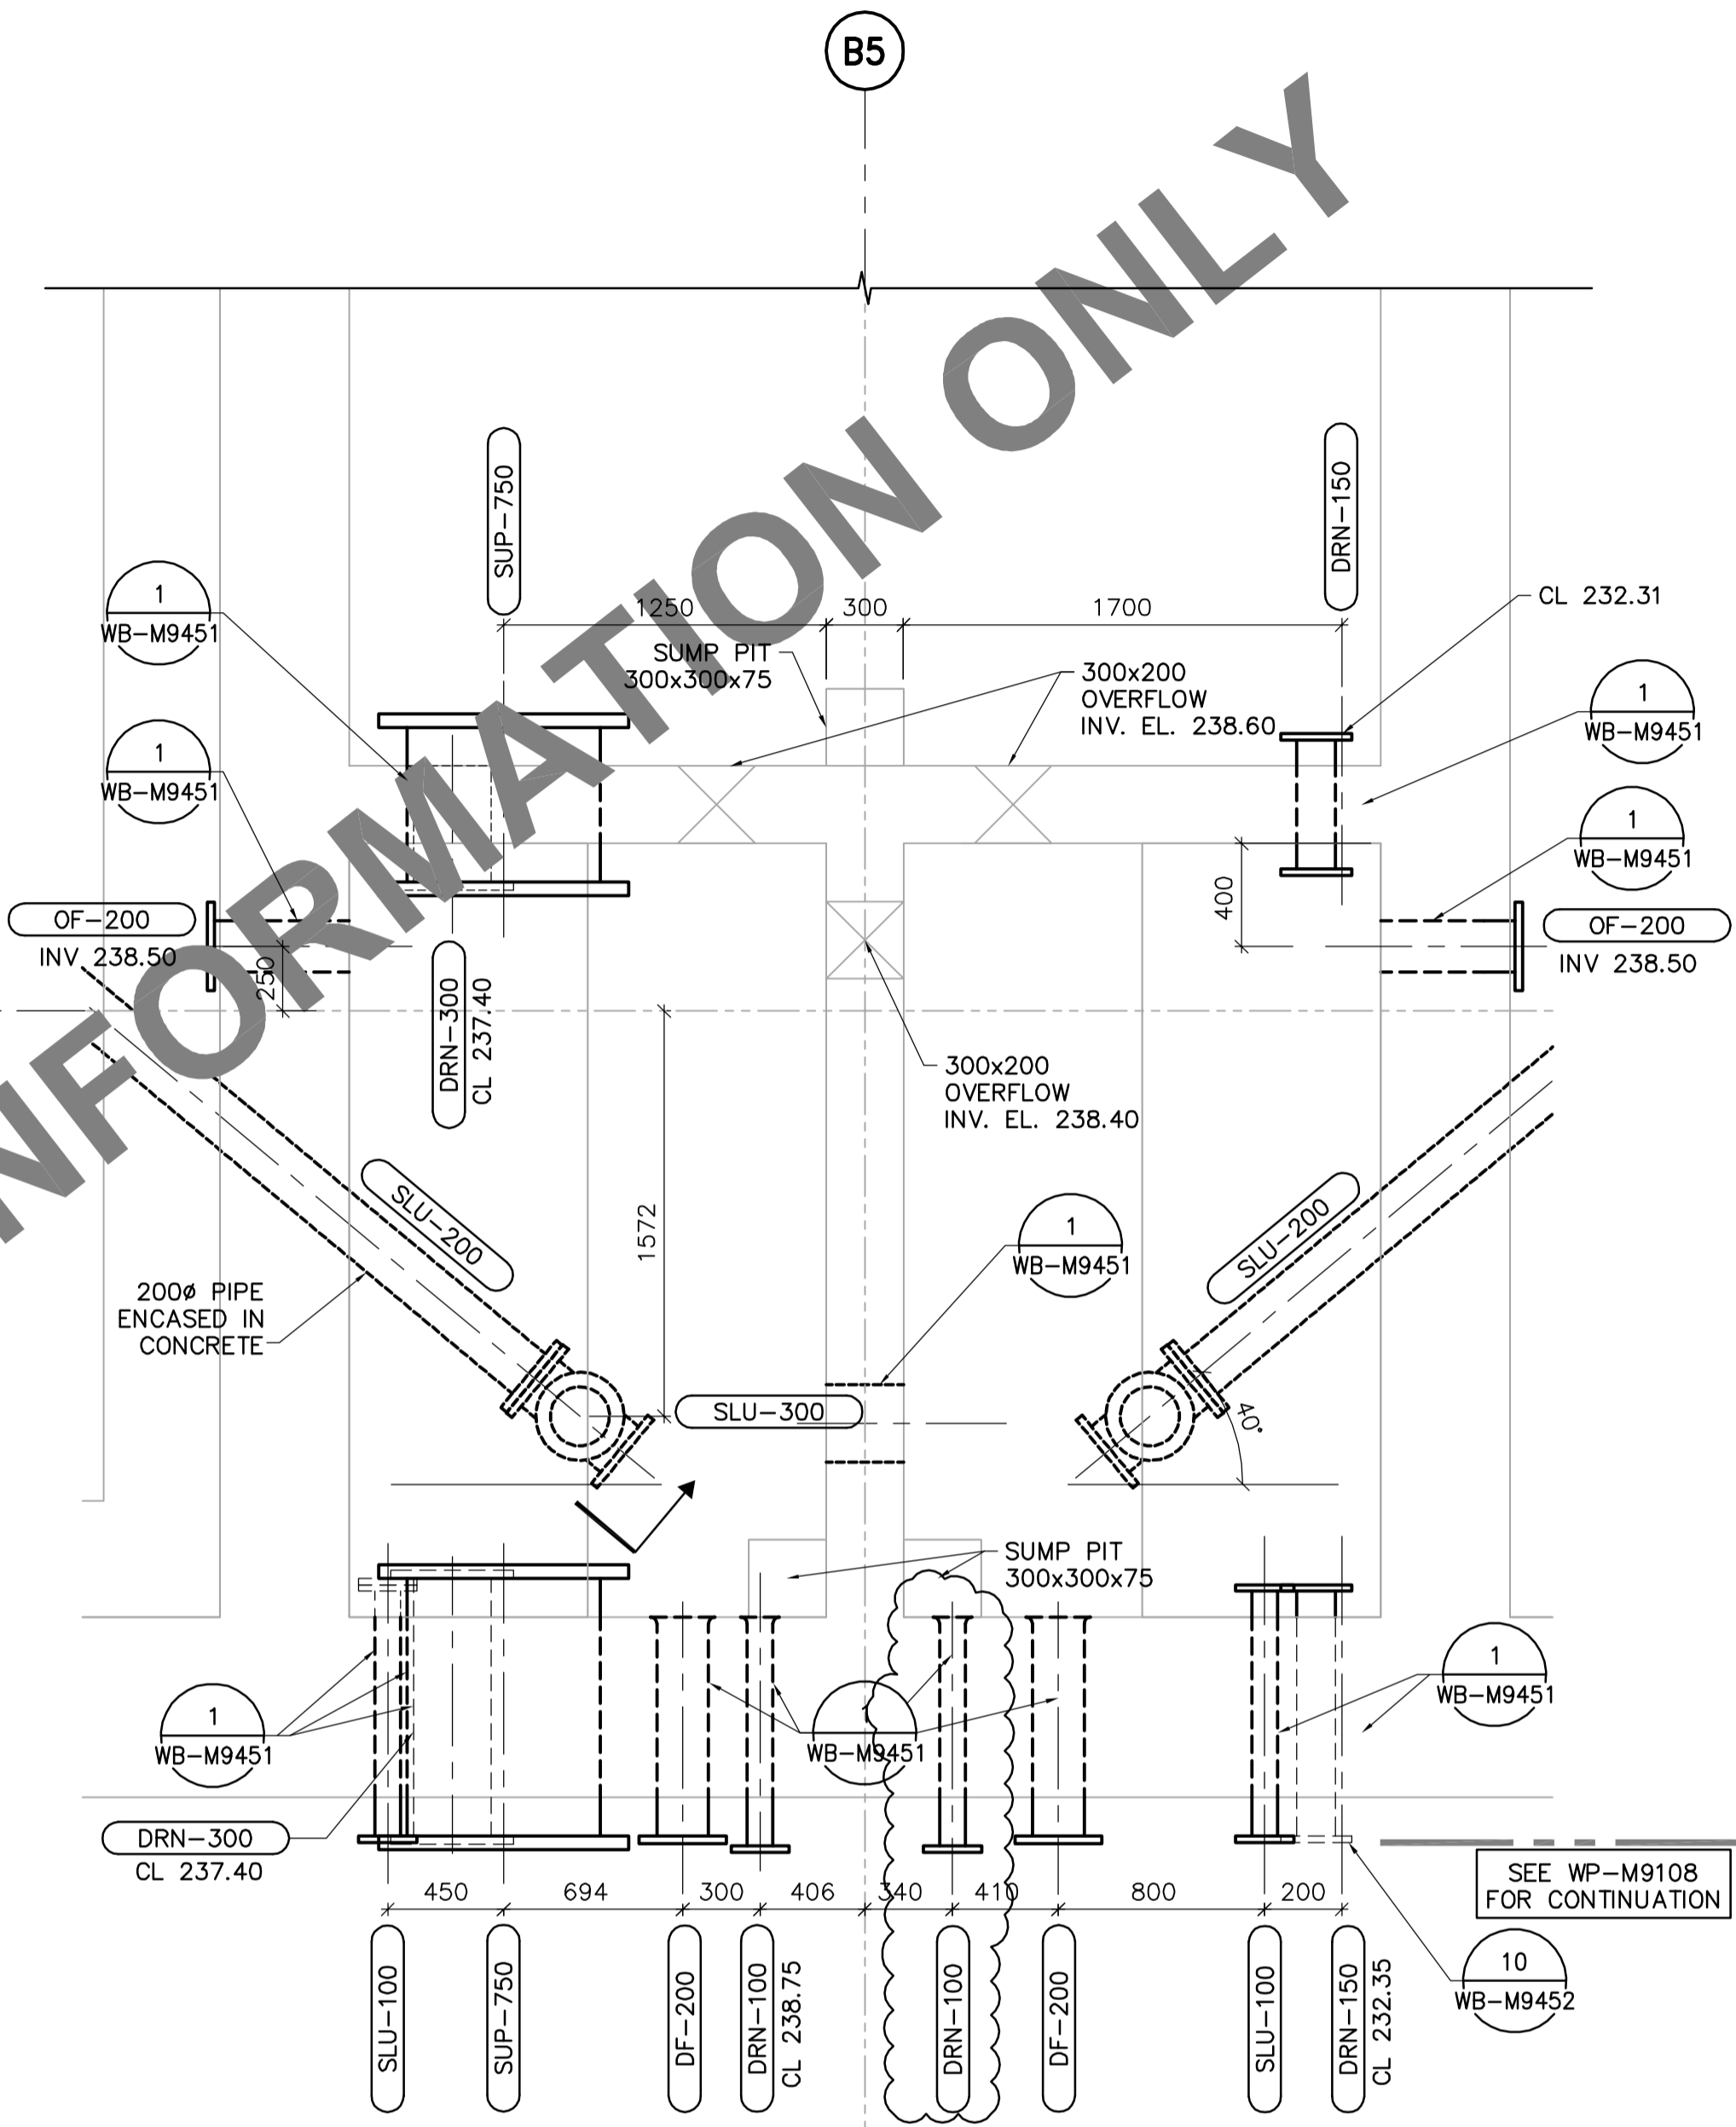 B5
INFORMATION ONLY
SUP-750
DRN-150
1
WB-M9451
CL 232.31
1250
300
1700
SUMP PIT
300x300x75
300x200
OVERFLOW
INV. EL. 238.60
1
WB-M9451
1
WB-M9451
1
WB-M9451
OF-200
INV 238.50
250
400
OF-200
INV 238.50
DRN-300
CL 237.40
300x200
OVERFLOW
INV. EL. 238.40
SLU-200
1572
1
WB-M9451
SLU-200
200ø PIPE
ENCASED IN
CONCRETE
SLU-300
40°
SUMP PIT
300x300x75
1
WB-M9451
1
WB-M9451
WB-M9451
DRN-300
CL 237.40
SEE WP-M9108
FOR CONTINUATION
450
694
300
406
340
410
800
200
10
WB-M9452
SLU-100
SUP-750
DF-200
DRN-100
CL 238.75
DRN-100
DF-200
SLU-100
DRN-150
CL 232.35